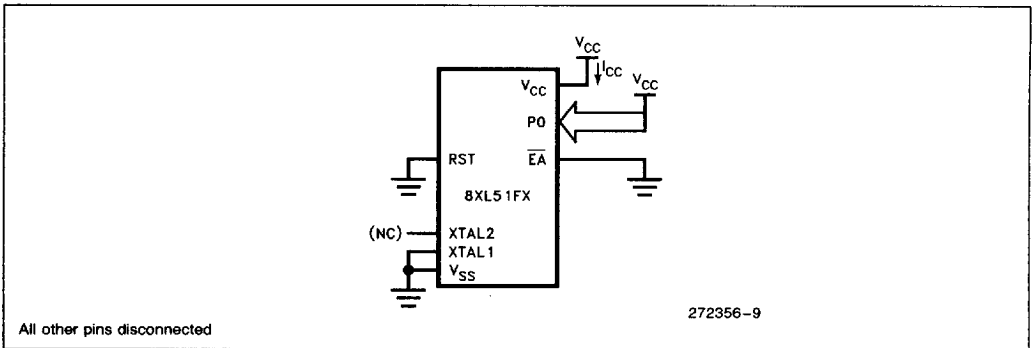 VCC
ICC
VCC
VCC
P0
RST
EA
8XL51FX
(NC)
XTAL2
XTAL1
VSS
272356-9
All other pins disconnected